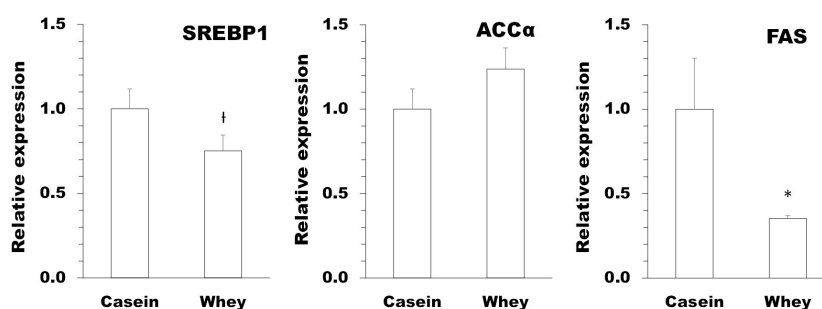 SREBP1
Relative expression
1.5
1.0
0.5
0.0
ƚ
Casein Whey
ACCα
Relative expression
1.5
1.0
0.5
0.0
Casein Whey
FAS
Relative expression
1.5
1.0
0.5
0.0
*
Casein Whey